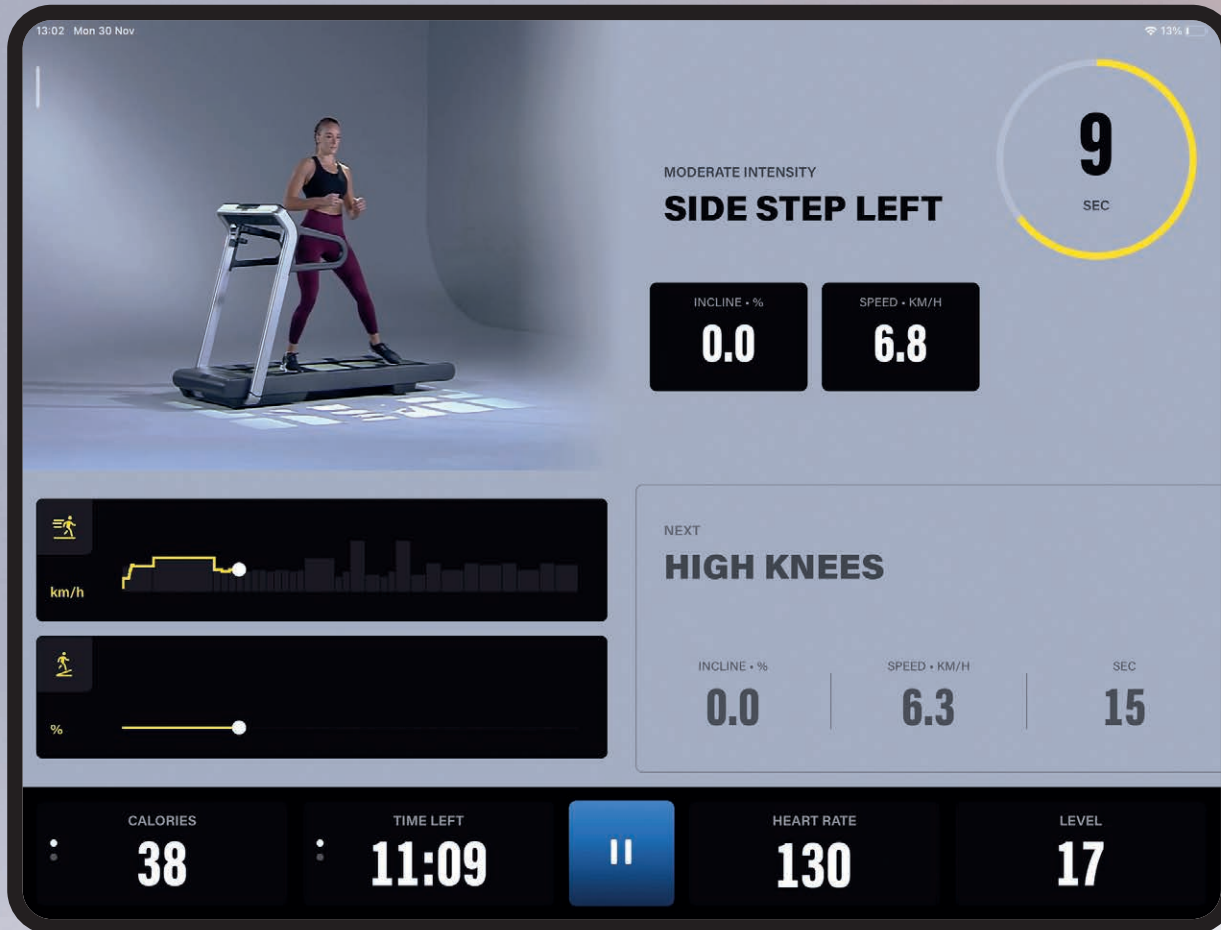 13:02 Mon 30 Nov
13%
9
SEC
MODERATE INTENSITY
SIDE STEP LEFT
INCLINE • %
0.0
SPEED • KM/H
6.8
km/h
%
NEXT
HIGH KNEES
INCLINE • %
0.0
SPEED • KM/H
6.3
SEC
15
CALORIES
38
TIME LEFT
11:09
HEART RATE
130
LEVEL
17